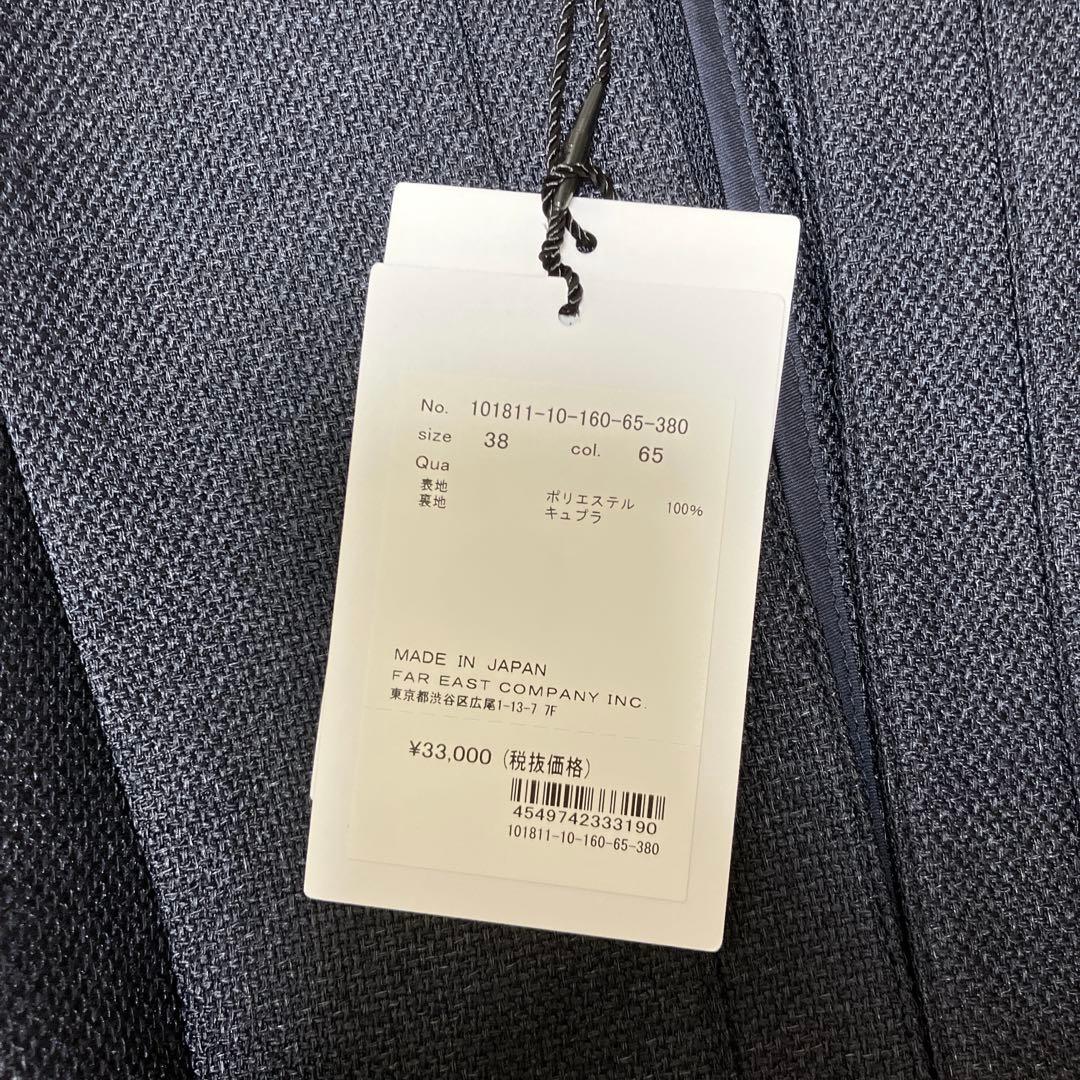 No. 101811-10-160-65-380
size 38 col. 65
Qua
表地 ポリエステル 100%
裏地 キュプラ
MADE IN JAPAN
FAR EAST COMPANY INC.
東京都渋谷区広尾1-13-7 7F
¥33,000 (税抜価格)
4549742333190
101811-10-160-65-380